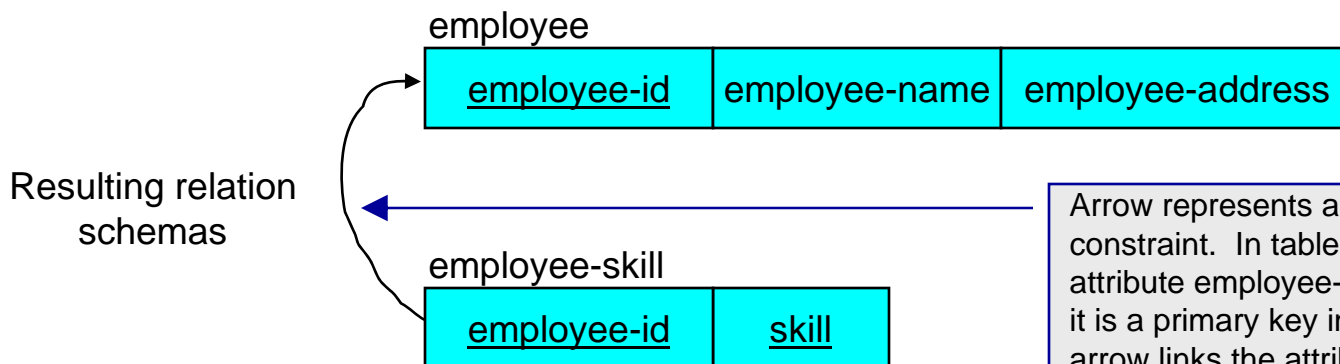 employee
employee-id employee-name employee-address
Resulting relation
schemas
Arrow represents a
constraint. In table
attribute employee-
it is a primary key in
arrow links the attrib
employee-skill
employee-id skill